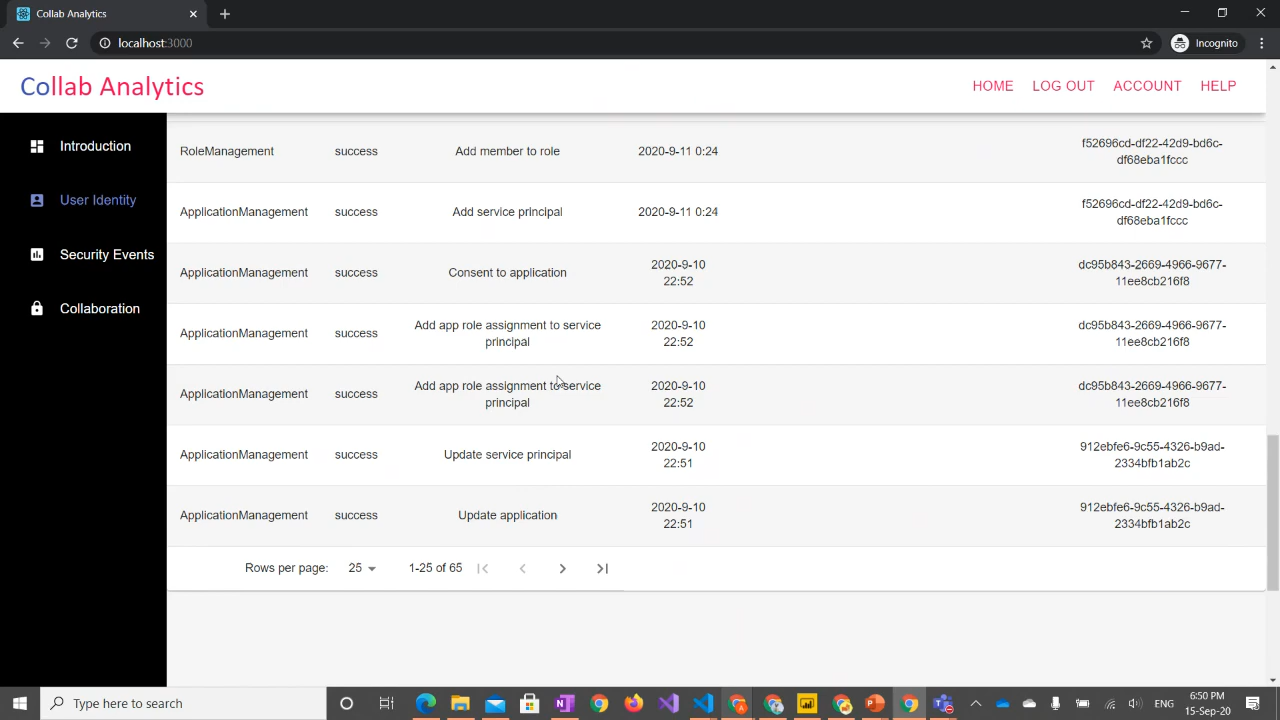 Collab Analytics
localhost:3000
Incognito
Collab Analytics
HOME LOG OUT ACCOUNT HELP
Introduction
User Identity
Security Events
Collaboration
RoleManagement success Add member to role 2020-9-11 0:24 f52696cd-df22-42d9-bd6c-
df68eba1fccc
ApplicationManagement success Add service principal 2020-9-11 0:24 f52696cd-df22-42d9-bd6c-
df68eba1fccc
ApplicationManagement success Consent to application 2020-9-10 dc95b843-2669-4966-9677-
22:52 11ee8cb216f8
ApplicationManagement success Add app role assignment to service 2020-9-10 dc95b843-2669-4966-9677-
principal 22:52 11ee8cb216f8
ApplicationManagement success Add app role assignment to service 2020-9-10 dc95b843-2669-4966-9677-
principal 22:52 11ee8cb216f8
ApplicationManagement success Update service principal 2020-9-10 912ebfe6-9c55-4326-b9ad-
22:51 2334bfb1ab2c
ApplicationManagement success Update application 2020-9-10 912ebfe6-9c55-4326-b9ad-
22:51 2334bfb1ab2c
Rows per page: 25 1-25 of 65
Type here to search
ENG
6:50 PM
15-Sep-20